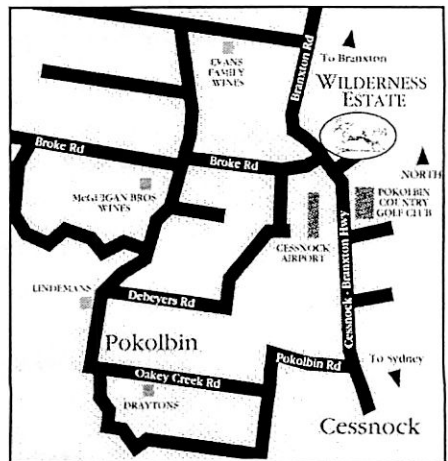 To Branxton
EVANS
FAMILY
WINES
Branxton Rd
WILDERNESS
ESTATE
Broke Rd
Broke Rd
NORTH
McGUIGAN BROS
WINES
POKOLBIN
COUNTRY
GOLF CLUB
CESSNOCK
AIRPORT
Cessnock - Branxton Hwy
LINDEMANS
Debeyers Rd
Pokolbin
Pokolbin Rd
To Sydney
Oakey Creek Rd
DRAYTONS
Cessnock